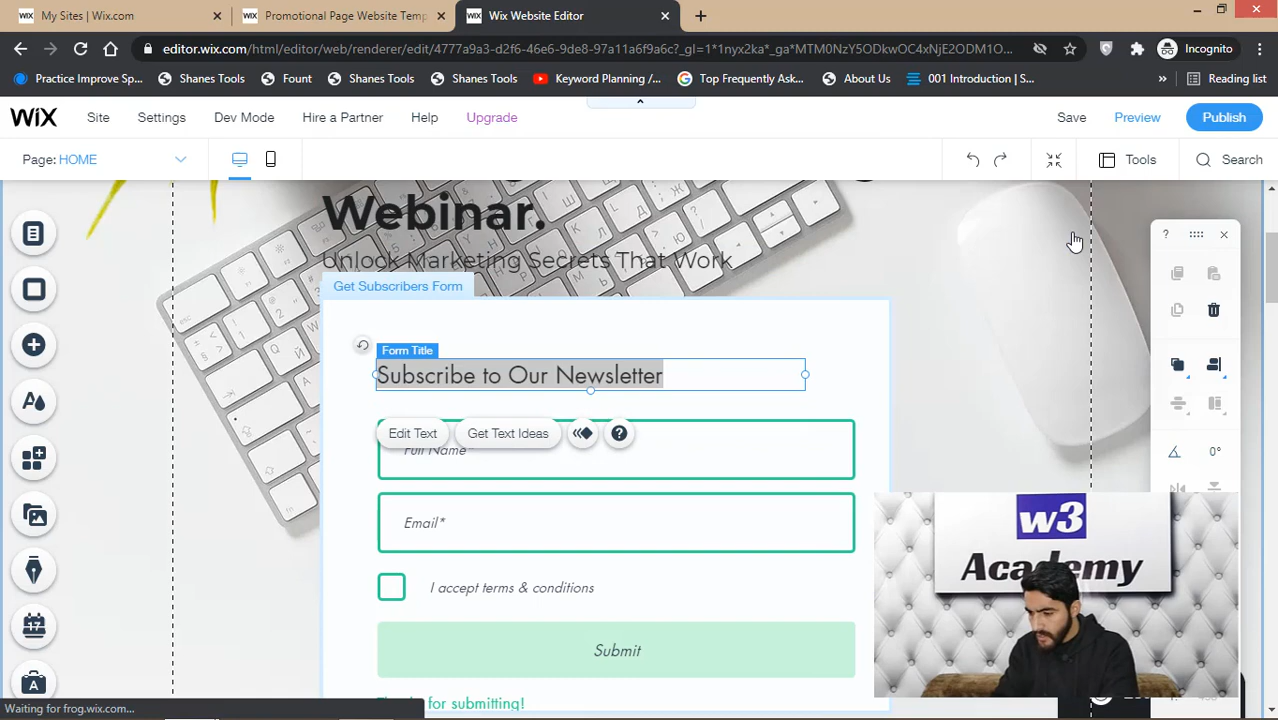 My Sites | Wix.com
Promotional Page Website Temp
Wix Website Editor
editor.wix.com/html/editor/web/renderer/edit/4777a9a3-d2f6-46e6-9de8-97a11a6f9a6c?_gl=1*1nyx2ka*_ga*MTM0NzY5ODkwOC4xNjE2ODM1O...
Incognito
Practice Improve Sp...
Shanes Tools
Fount
Shanes Tools
Shanes Tools
Keyword Planning /...
Top Frequently Ask...
About Us
001 Introduction | S...
»
Reading list
WiX
Site
Settings
Dev Mode
Hire a Partner
Help
Upgrade
Save
Preview
Publish
Page: HOME
Tools
Search
Webinar.
Unlock Marketing Secrets That Work
Get Subscribers Form
?
Form Title
Subscribe to Our Newsletter
Edit Text
Get Text Ideas
?
Full Name*
0°
Email*
w3
Academy
I accept terms & conditions
Submit
Thanks for submitting!
17
A
Waiting for frog.wix.com...